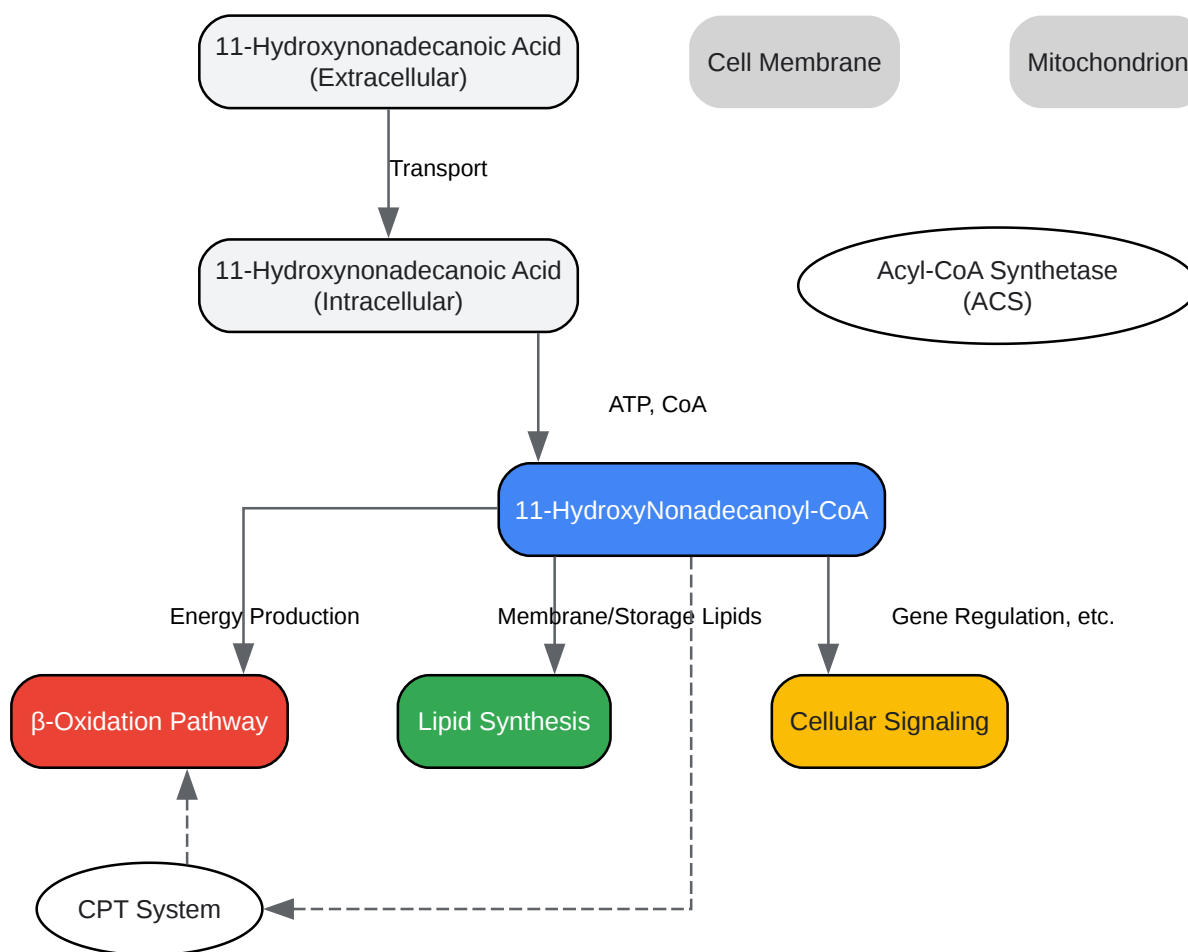 11-Hydroxynonadecanoic Acid
(Extracellular)
Cell Membrane
Mitochondrion
Transport
11-Hydroxynonadecanoic Acid
(Intracellular)
Acyl-CoA Synthetase
(ACS)
ATP, CoA
11-HydroxyNonadecanoyl-CoA
Energy Production
Membrane/Storage Lipids
Gene Regulation, etc.
β-Oxidation Pathway
Lipid Synthesis
Cellular Signaling
CPT System